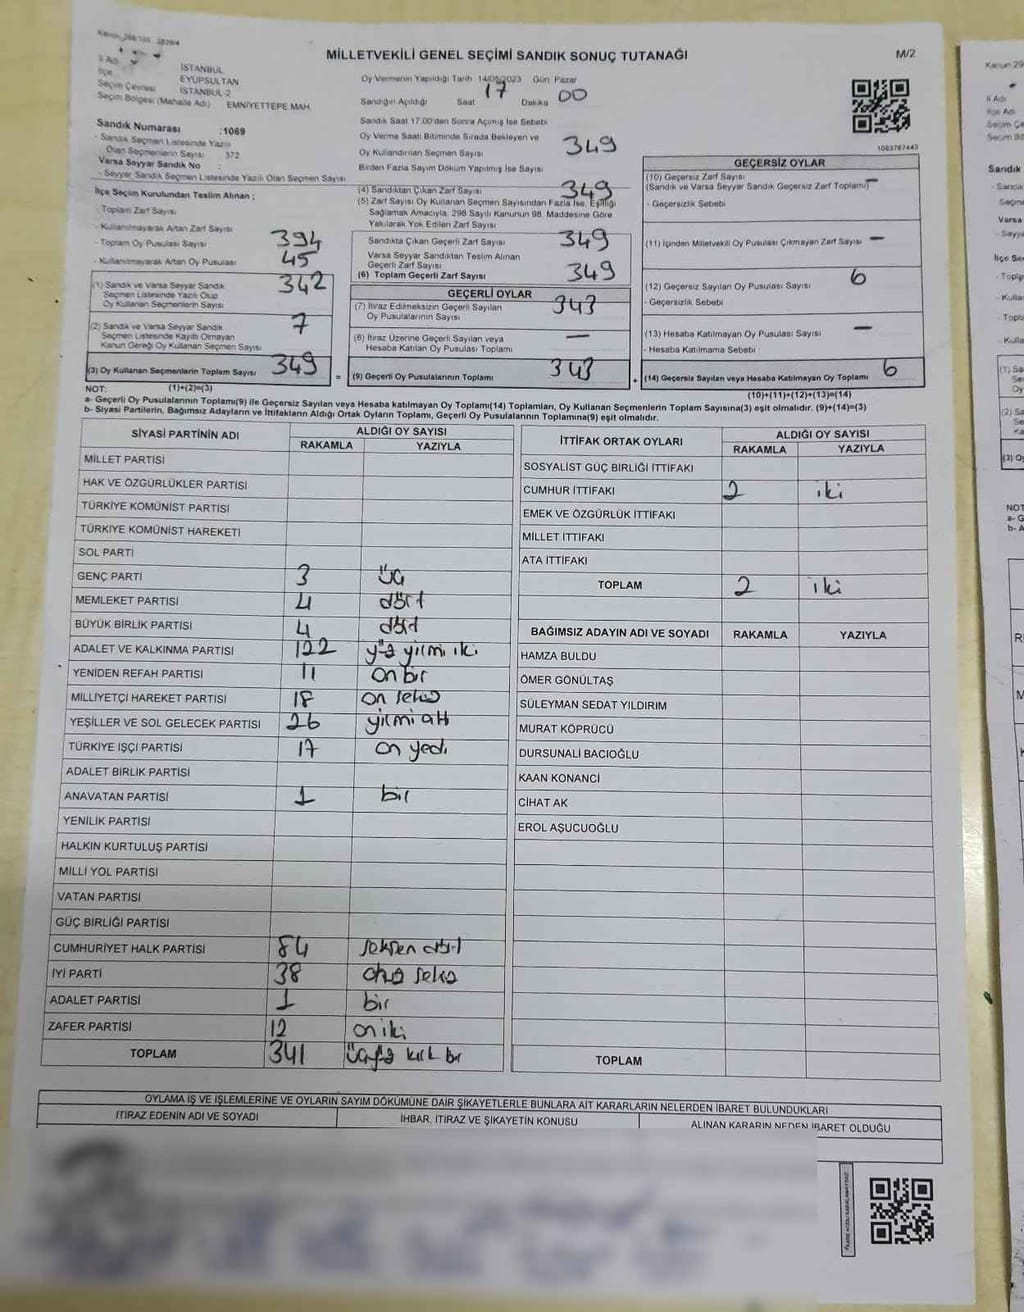 MİLLETVEKİLİ GENEL SEÇİMİ SANDIK SONUÇ TUTANAĞI
M/2
İl Adı İSTANBUL
İlçe EYÜPSULTAN
Seçim Çevresi İSTANBUL 2
Seçim Bölgesi (Mahalle Adı) EMNİYETTEPE MAH.
Sandık Numarası :1069
- Sandık Seçmen Listesinde Yazılı
Olan Seçmenlerin Sayısı 372
Varsa Seyyar Sandık No :
- Seyyar Sandık Seçmen Listesinde Yazılı Olan Seçmen Sayısı
İlçe Seçim Kurulundan Teslim Alınan ;
- Toplam Zarf Sayısı
- Kullanılmayarak Artan Zarf Sayısı
- Toplam Oy Pusulası Sayısı 394
- Kullanılmayarak Artan Oy Pusulası 45
(1) Sandık ve Varsa Seyyar Sandık
Seçmen Listesinde Yazılı Olup
Oy Kullanan Seçmenlerin Sayısı 342
(2) Sandık ve Varsa Seyyar Sandık
Seçmen Listesinde Kayıtlı Olmayan
Kanun Gereği Oy Kullanan Seçmen Sayısı 7
(3) Oy Kullanan Seçmenlerin Toplam Sayısı 349
Oy Vermenin Yapıldığı Tarih 14/05/2023 Gün Pazar
Sandığın Açıldığı Saat 17 Dakika 00
Sandık Saat 17.00'den Sonra Açılmış İse Sebebi
Oy Verme Saati Bitiminde Sırada Bekleyen ve
Oy Kullandırılan Seçmen Sayısı 349
Birden Fazla Sayım Döküm Yapılmış İse Sayısı
(4) Sandıktan Çıkan Zarf Sayısı 349
(5) Zarf Sayısı Oy Kullanan Seçmen Sayısından Fazla İse, Eşitliği
Sağlamak Amacıyla, 298 Sayılı Kanunun 98. Maddesine Göre
Yakılarak Yok Edilen Zarf Sayısı
Sandıkta Çıkan Geçerli Zarf Sayısı 349
Varsa Seyyar Sandıktan Teslim Alınan
Geçerli Zarf Sayısı
(6) Toplam Geçerli Zarf Sayısı 349
GEÇERLİ OYLAR
(7) İtiraz Edilmeksizin Geçerli Sayılan
Oy Pusulalarının Sayısı 343
(8) İtiraz Üzerine Geçerli Sayılan veya
Hesaba Katılan Oy Pusulası Toplamı —
= (9) Geçerli Oy Pusulalarının Toplamı 343
1093767443
GEÇERSİZ OYLAR
(10) Geçersiz Zarf Sayısı
(Sandık ve Varsa Seyyar Sandık Geçersiz Zarf Toplamı) —
- Geçersizlik Sebebi
(11) İçinden Milletvekili Oy Pusulası Çıkmayan Zarf Sayısı —
(12) Geçersiz Sayılan Oy Pusulası Sayısı 6
- Geçersizlik Sebebi
(13) Hesaba Katılmayan Oy Pusulası Sayısı —
- Hesaba Katılmama Sebebi
+ (14) Geçersiz Sayılan veya Hesaba Katılmayan Oy Toplamı 6
NOT: (1)+(2)=(3)
(10)+(11)+(12)+(13)=(14)
a- Geçerli Oy Pusulalarının Toplamı(9) ile Geçersiz Sayılan veya Hesaba katılmayan Oy Toplamı(14) Toplamları, Oy Kullanan Seçmenlerin Toplam Sayısına(3) eşit olmalıdır. (9)+(14)=(3)
b- Siyasi Partilerin, Bağımsız Adayların ve İttifakların Aldığı Ortak Oyların Toplamı, Geçerli Oy Pusulalarının Toplamına(9) eşit olmalıdır.
SİYASİ PARTİNİN ADI ALDIĞI OY SAYISI
RAKAMLA YAZIYLA
MİLLET PARTİSİ
HAK VE ÖZGÜRLÜKLER PARTİSİ
TÜRKİYE KOMÜNİST PARTİSİ
TÜRKİYE KOMÜNİST HAREKETİ
SOL PARTİ
GENÇ PARTİ 3 üç
MEMLEKET PARTİSİ 4 dört
BÜYÜK BİRLİK PARTİSİ 4 dört
ADALET VE KALKINMA PARTİSİ 122 yüz yirmi iki
YENİDEN REFAH PARTİSİ 11 on bir
MİLLİYETÇİ HAREKET PARTİSİ 18 on sekiz
YEŞİLLER VE SOL GELECEK PARTİSİ 26 yirmi altı
TÜRKİYE İŞÇİ PARTİSİ 17 on yedi
ADALET BİRLİK PARTİSİ
ANAVATAN PARTİSİ 1 bir
YENİLİK PARTİSİ
HALKIN KURTULUŞ PARTİSİ
MİLLİ YOL PARTİSİ
VATAN PARTİSİ
GÜÇ BİRLİĞİ PARTİSİ
CUMHURİYET HALK PARTİSİ 84 seksen dört
İYİ PARTİ 38 otuz sekiz
ADALET PARTİSİ 1 bir
ZAFER PARTİSİ 12 on iki
TOPLAM 341 üçyüz kırk bir
İTTİFAK ORTAK OYLARI ALDIĞI OY SAYISI
RAKAMLA YAZIYLA
SOSYALİST GÜÇ BİRLİĞİ İTTİFAKI
CUMHUR İTTİFAKI 2 iki
EMEK VE ÖZGÜRLÜK İTTİFAKI
MİLLET İTTİFAKI
ATA İTTİFAKI
TOPLAM 2 iki
BAĞIMSIZ ADAYIN ADI VE SOYADI RAKAMLA YAZIYLA
HAMZA BULDU
ÖMER GÖNÜLTAŞ
SÜLEYMAN SEDAT YILDIRIM
MURAT KÖPRÜCÜ
DURSUNALİ BACIOĞLU
KAAN KONANCİ
CİHAT AK
EROL AŞUCUOĞLU
TOPLAM
OYLAMA İŞ VE İŞLEMLERİNE VE OYLARIN SAYIM DÖKÜMÜNE DAİR ŞİKAYETLERLE BUNLARA AİT KARARLARIN NELERDEN İBARET BULUNDUKLARI
İTİRAZ EDENİN ADI VE SOYADI İHBAR, İTİRAZ VE ŞİKAYETİN KONUSU ALINAN KARARIN NEDEN İBARET OLDUĞU